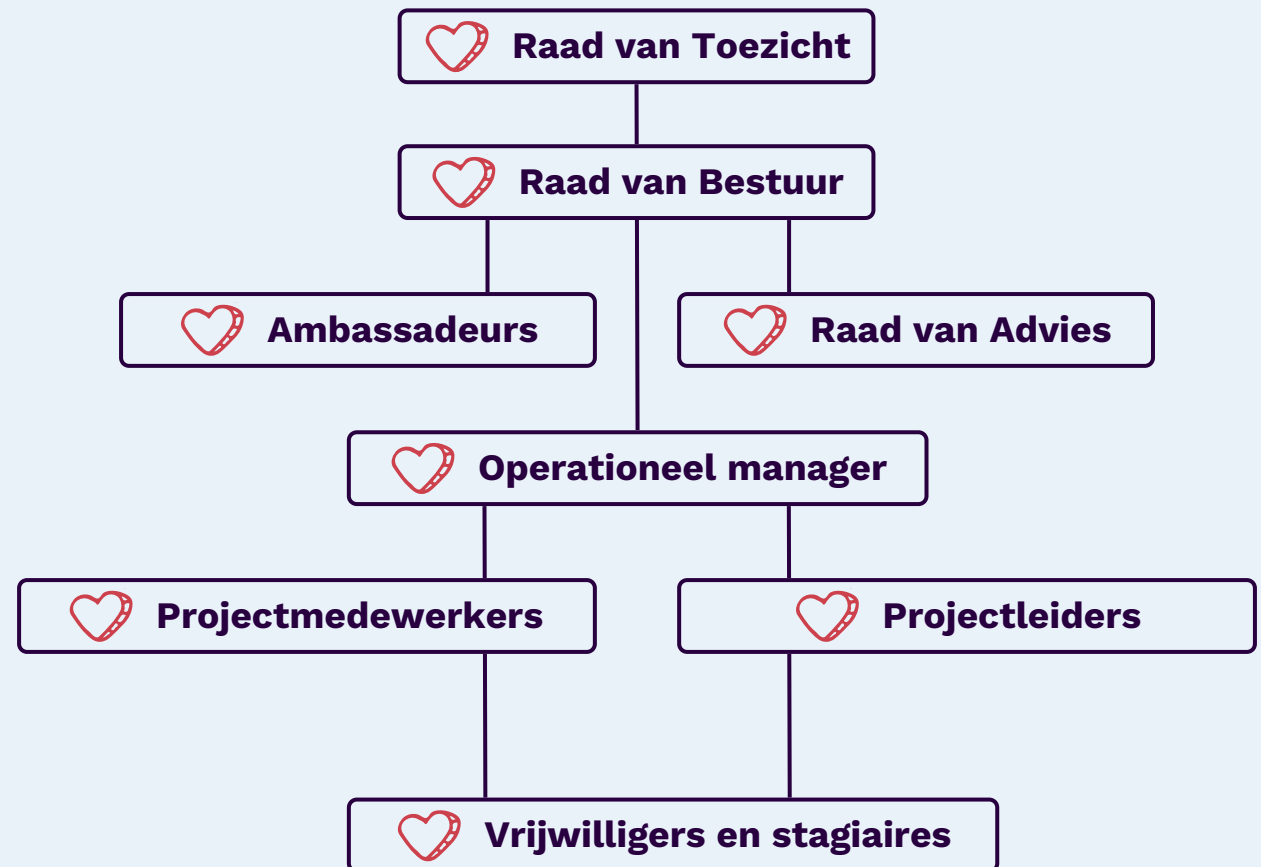 Raad van Toezicht
Raad van Bestuur
Ambassadeurs
Raad van Advies
Operationeel manager
Projectmedewerkers
Projectleiders
Vrijwilligers en stagiaires